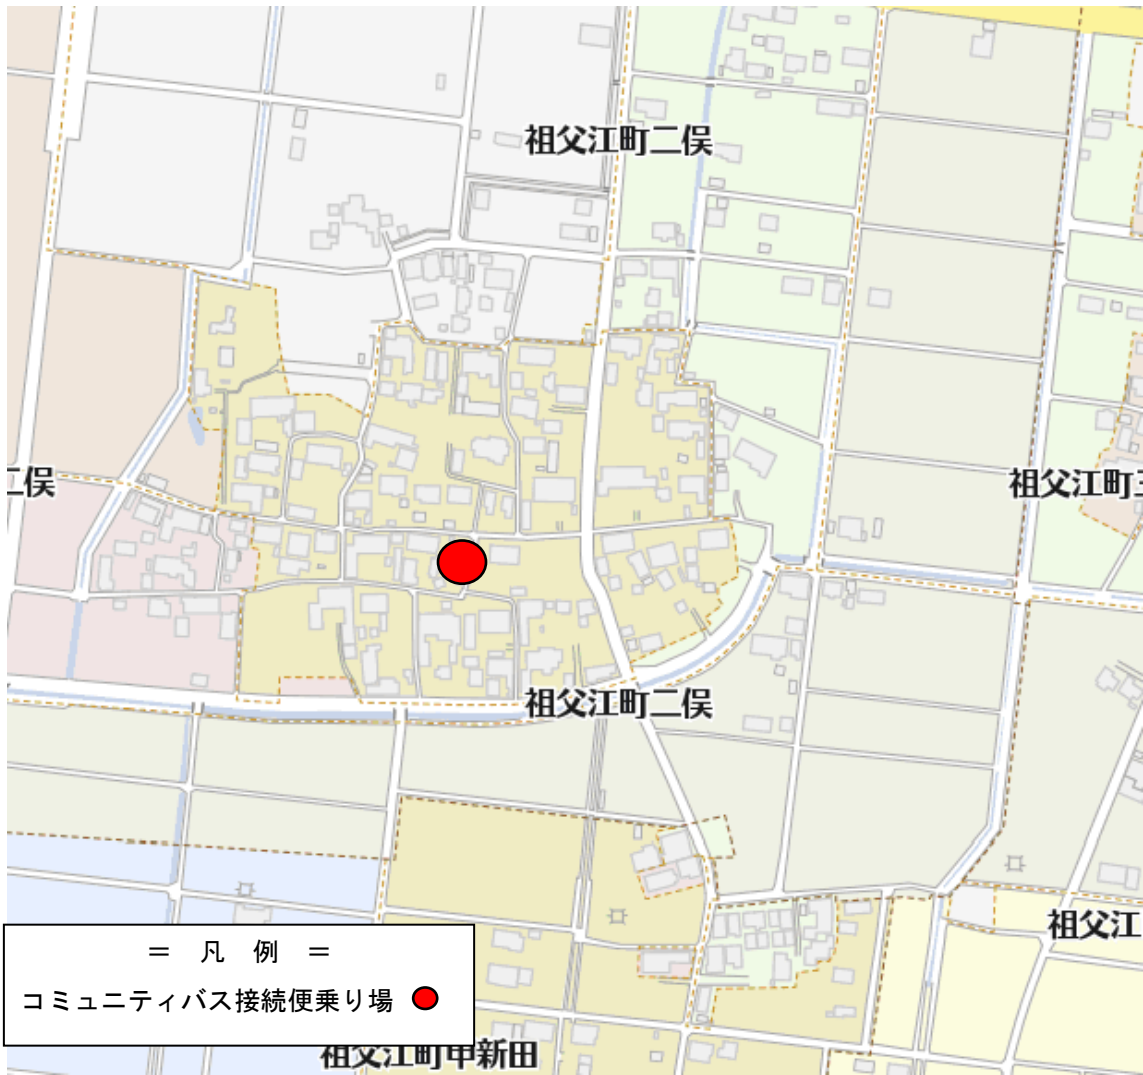 祖父江町二俣
二俣
祖父江町三
祖父江町二俣
祖父江
= 凡 例 =
コミュニティバス接続便乗り場
祖父江町甲新田